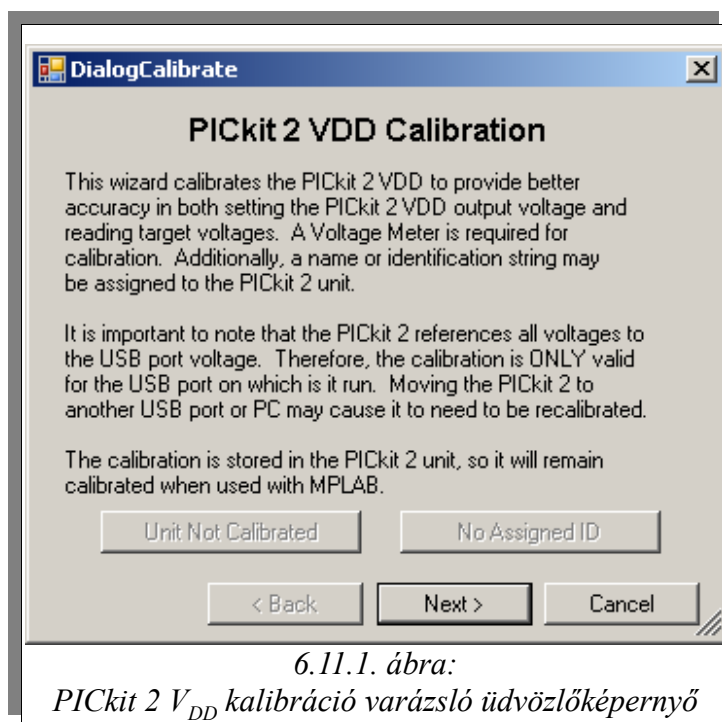 DialogCalibrate
PICkit 2 VDD Calibration
This wizard calibrates the PICkit 2 VDD to provide better
accuracy in both setting the PICkit 2 VDD output voltage and
reading target voltages. A Voltage Meter is required for
calibration. Additionally, a name or identification string may
be assigned to the PICkit 2 unit.
It is important to note that the PICkit 2 references all voltages to
the USB port voltage. Therefore, the calibration is ONLY valid
for the USB port on which is it run. Moving the PICkit 2 to
another USB port or PC may cause it to need to be recalibrated.
The calibration is stored in the PICkit 2 unit, so it will remain
calibrated when used with MPLAB.
Unit Not Calibrated No Assigned ID
< Back Next > Cancel
6.11.1. ábra:
PICkit 2 VDD kalibráció varázsló üdvözlőképernyő